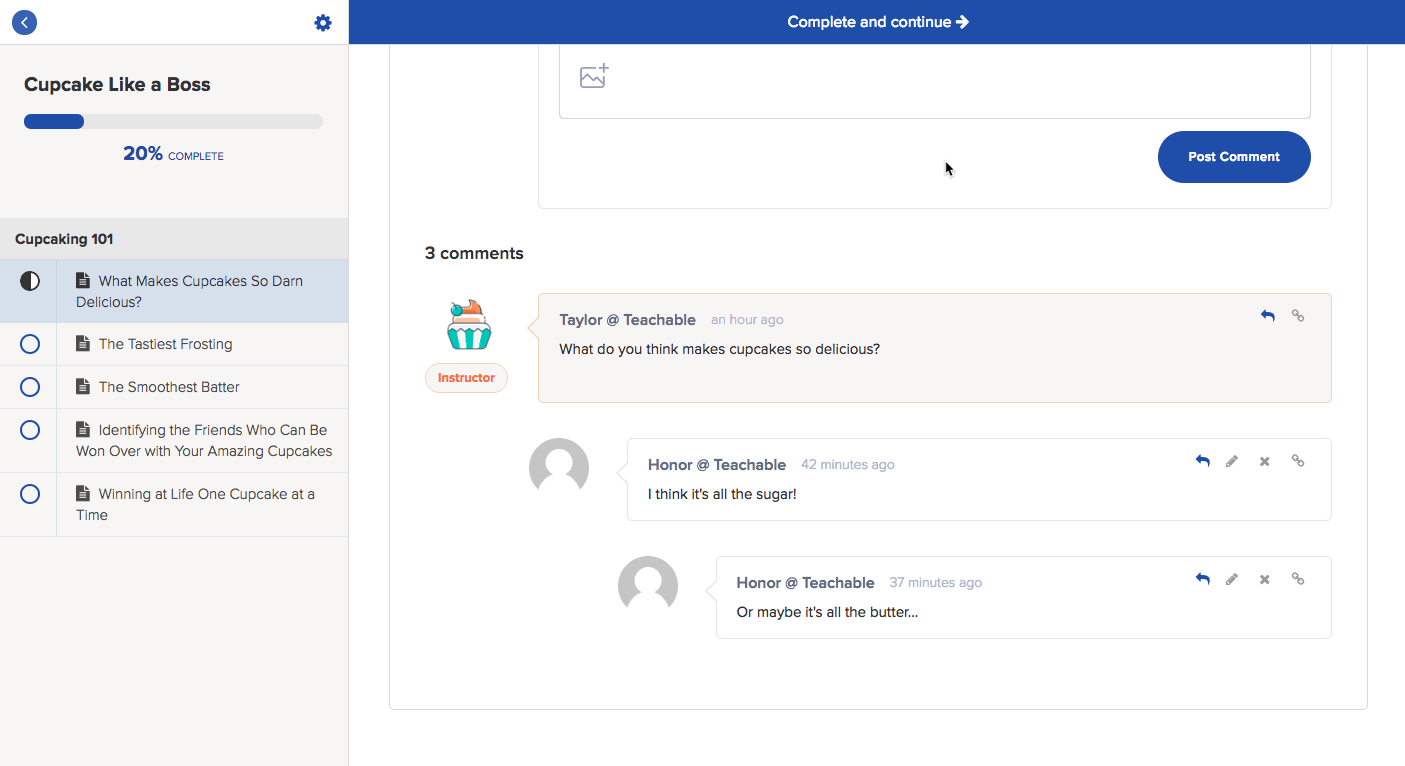 Complete and continue
Cupcake Like a Boss
20% COMPLETE
Cupcaking 101
What Makes Cupcakes So Darn
Delicious?
The Tastiest Frosting
The Smoothest Batter
Identifying the Friends Who Can Be
Won Over with Your Amazing Cupcakes
Winning at Life One Cupcake at a
Time
Post Comment
3 comments
Instructor
Taylor @ Teachable an hour ago
What do you think makes cupcakes so delicious?
Honor @ Teachable 42 minutes ago
I think it's all the sugar!
Honor @ Teachable 37 minutes ago
Or maybe it's all the butter...